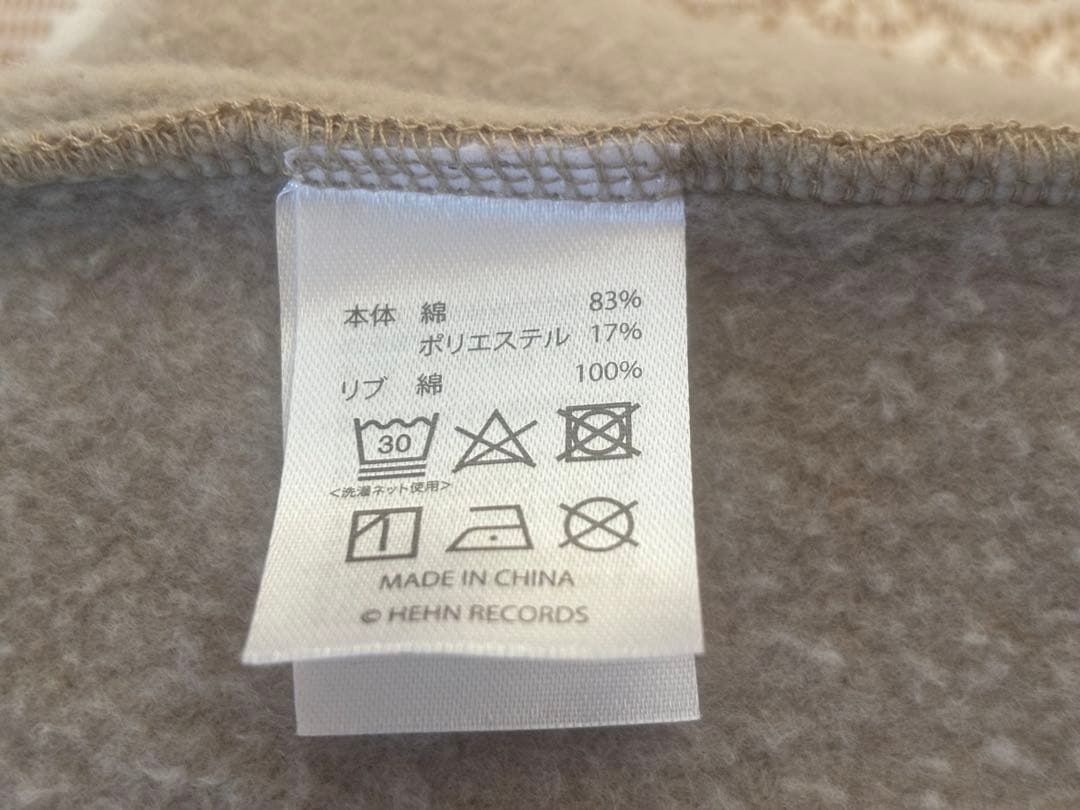 本体 綿 83%
ポリエステル 17%
リブ 綿 100%
30
<洗濯ネット使用>
MADE IN CHINA
© HEHN RECORDS